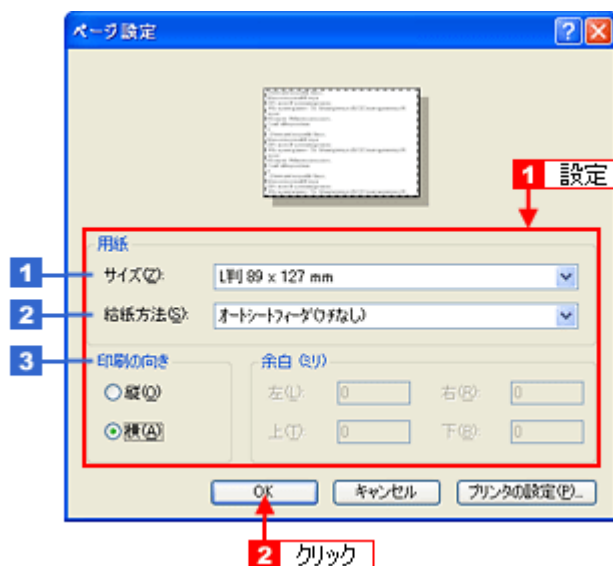 ページ設定
1 設定
用紙
1 サイズ(Z): L判 89 x 127 mm
2 給紙方法(S): オートシートフィーダ(フチなし)
3 印刷の向き
縦(O)
横(A)
余白 (ミリ)
左(L): 0 右(R): 0
上(T): 0 下(B): 0
OK キャンセル プリンタの設定(P)...
2 クリック